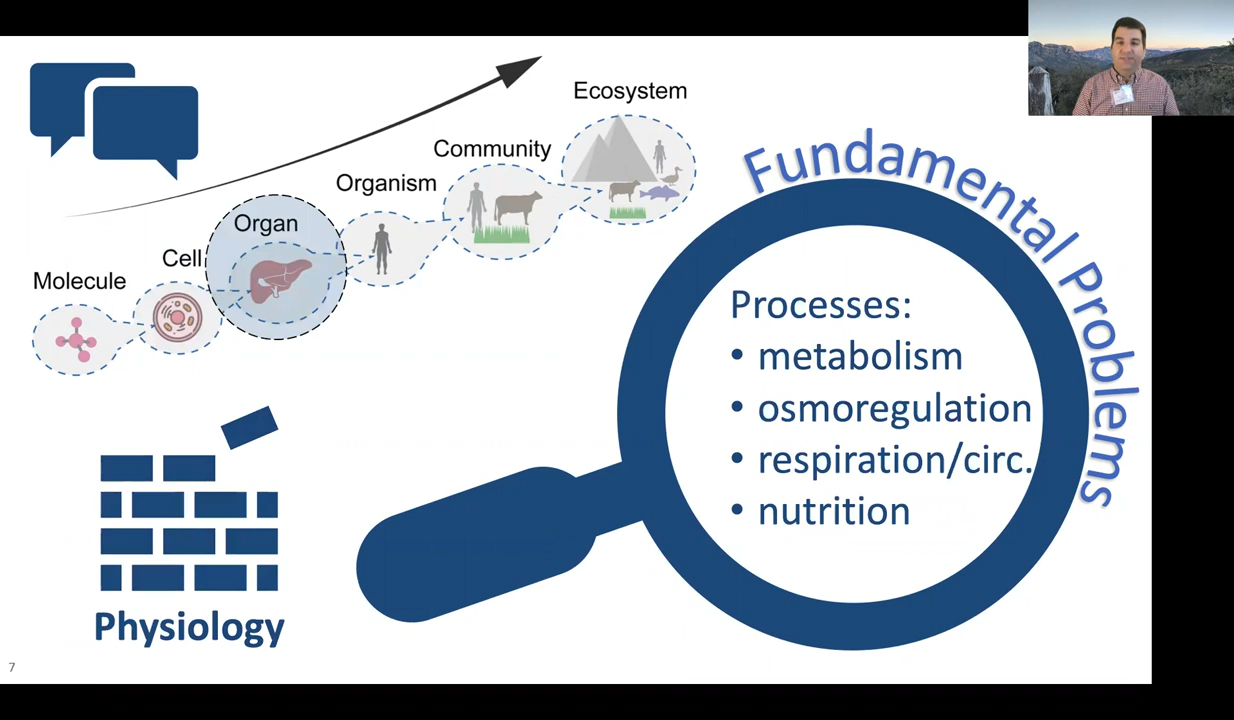 Ecosystem
Community
Organism
Organ
Cell
Molecule
Fundamental Problems
Processes:
• metabolism
• osmoregulation
• respiration/circ.
• nutrition
Physiology
7